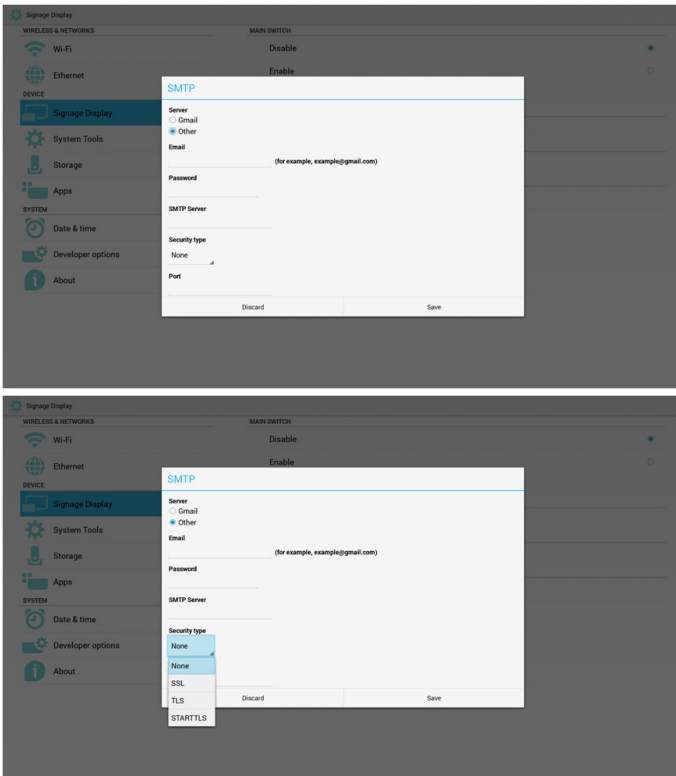 Signage Display
WIRELESS & NETWORKS
MAIN SWITCH
Wi-Fi
Disable
Ethernet
Enable
DEVICE
SMTP
Signage Display
Server
Gmail
Other
System Tools
Email
(for example, example@gmail.com)
Storage
Password
Apps
SYSTEM
SMTP Server
Date & time
Security type
Developer options
None
About
Port
Discard
Save
Signage Display
WIRELESS & NETWORKS
MAIN SWITCH
Wi-Fi
Disable
Ethernet
Enable
DEVICE
SMTP
Signage Display
Server
Gmail
Other
System Tools
Email
(for example, example@gmail.com)
Storage
Password
Apps
SYSTEM
SMTP Server
Date & time
Security type
Developer options
None
About
None
SSL
TLS
STARTTLS
Discard
Save